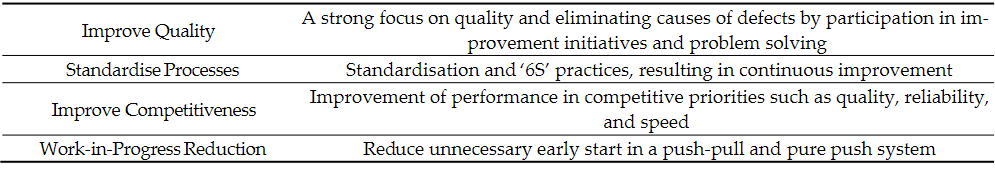 Improve Quality
A strong focus on quality and eliminating causes of defects by participation in im-
provement initiatives and problem solving
Standardise Processes
Standardisation and ‘6S’ practices, resulting in continuous improvement
Improve Competitiveness
Improvement of performance in competitive priorities such as quality, reliability,
and speed
Work-in-Progress Reduction
Reduce unnecessary early start in a push-pull and pure push system